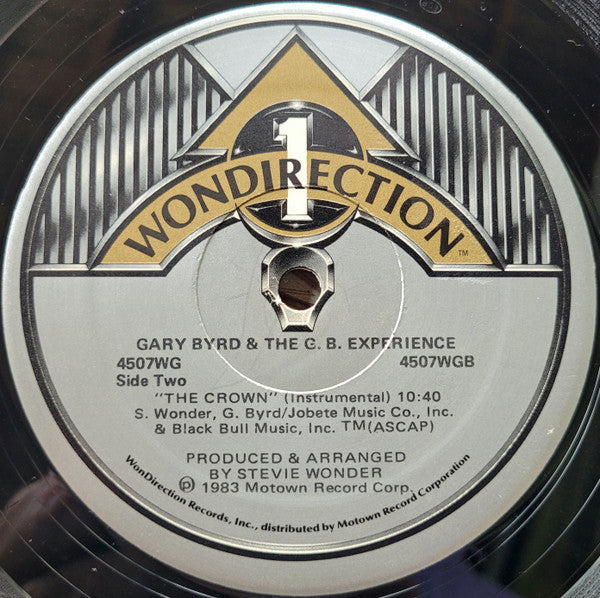 1
WONDIRECTION™
GARY BYRD & THE G. B. EXPERIENCE
4507WG 4507WGB
Side Two
"THE CROWN" (Instrumental) 10:40
S. Wonder, G. Byrd/Jobete Music Co., Inc.
& Black Bull Music, Inc. TM(ASCAP)
PRODUCED & ARRANGED
BY STEVIE WONDER
℗ 1983 Motown Record Corp.
WonDirection Records, Inc., distributed by Motown Record Corporation